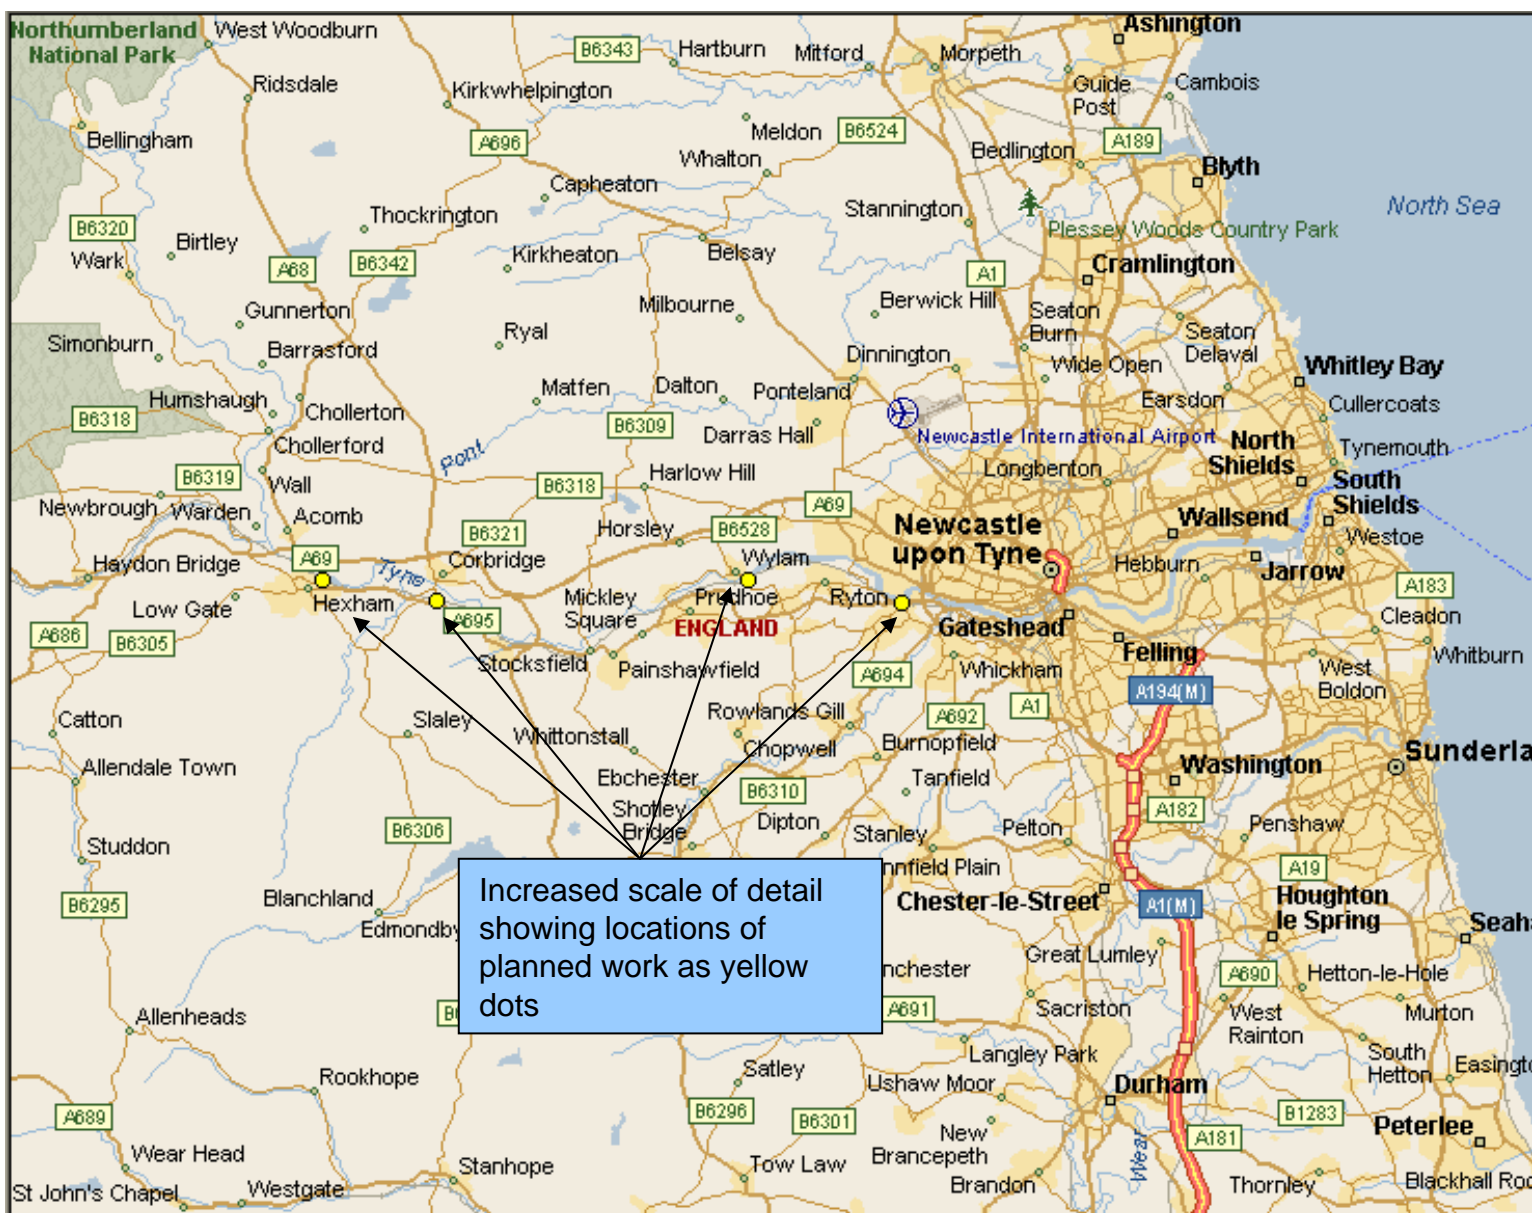 Northumberland
National Park
West Woodburn
B6343
Hartburn
Mitford
Morpeth
Ashington
Ridsdale
Kirkwhelpington
Guide
Post
Cambois
Bellingham
A696
Meldon
B6524
Whalton
Bedlington
A189
Blyth
Capheaton
Thockrington
Stannington
North Sea
Plessey Woods Country Park
B6320
Birtley
Wark
A68
B6342
Kirkheaton
Belsay
A1
Cramlington
Gunnerton
Milbourne
Berwick Hill
Seaton
Burn
Seaton
Delaval
Simonburn
Barrasford
Ryal
Dinnington
Wide Open
Whitley Bay
Humshaugh
Chollerton
Matfen
Dalton
Ponteland
Earsdon
Cullercoats
B6318
B6309
Darras Hall
Newcastle International Airport
Chollerford
Pont
North
Shields
Tynemouth
B6319
Wall
B6318
Harlow Hill
Longbenton
South
Shields
Newbrough
Warden
Acomb
B6321
Horsley
B6528
A69
Newcastle
upon Tyne
Wallsend
Westoe
Haydon Bridge
A69
Tyne
Corbridge
Wylam
Hebburn
Jarrow
A183
Low Gate
Hexham
A695
Mickley
Square
Prudhoe
Ryton
ENGLAND
Gateshead
Cleadon
A686
B6305
Stocksfield
Painshawfield
A694
Whickham
Felling
West
Boldon
Whitburn
A194(M)
Catton
Slaley
Whittonstall
Rowlands Gill
Chopwell
A692
A1
Burnopfield
Allendale Town
Ebchester
B6310
Tanfield
Washington
Sunderla
Shotley
Bridge
B6306
Dipton
Stanley
Pelton
A182
Penshaw
Studdon
A19
Blanchland
nnfield Plain
Chester-le-Street
A1(M)
Houghton
le Spring
B6295
Edmondby
Seaha
Increased scale of detail
showing locations of
planned work as yellow
dots
Great Lumley
nchester
A690
Hetton-le-Hole
Allenheads
B
A691
Sacriston
West
Rainton
Murton
Langley Park
South
Hetton
Easingto
Rookhope
Satley
Ushaw Moor
Durham
A689
B6296
B6301
B1283
New
Brancepeth
A181
Peterlee
Wear Head
Stanhope
Tow Law
Wear
Brandon
Thornley
Blackhall Roc
St John's Chapel
Westgate